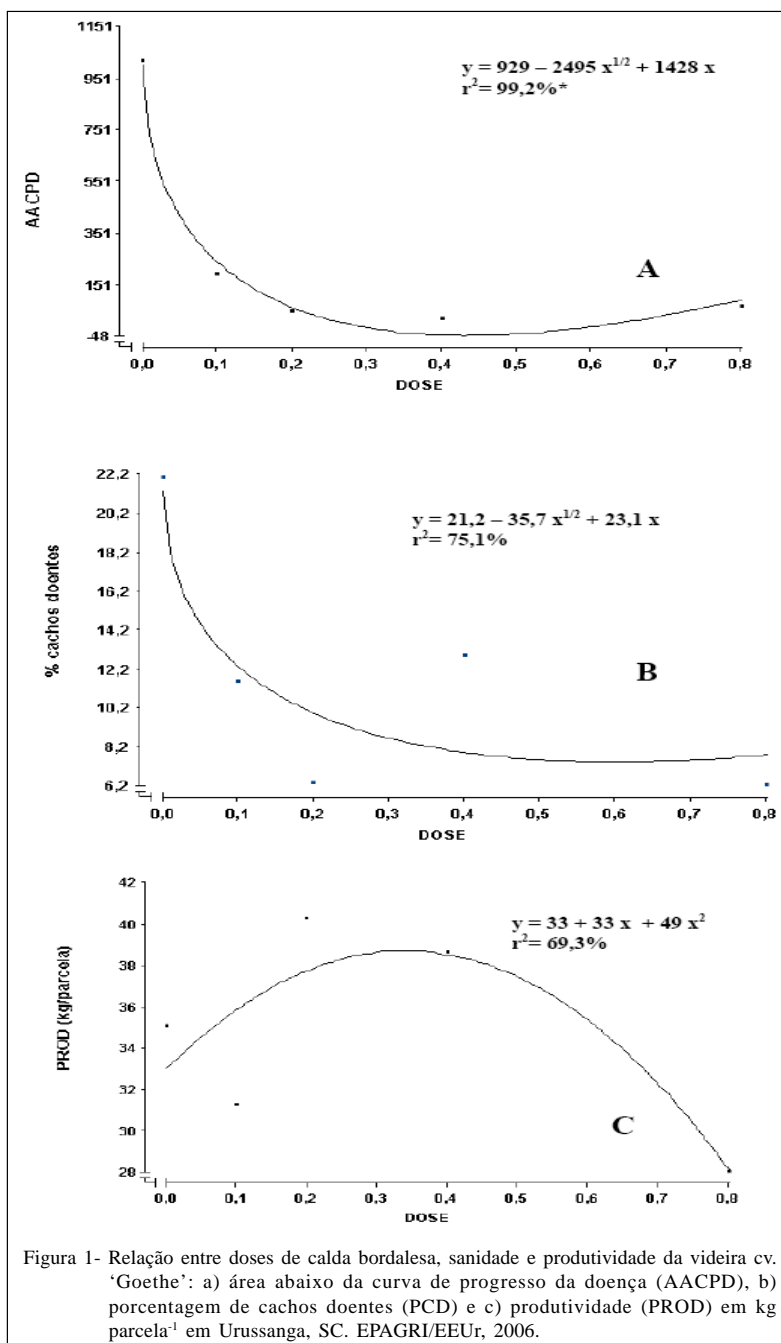 1151
951
751
551
351
151
-48
AACPD
y = 929 – 2495 x^1/2 + 1428 x
r²= 99,2%*
A
0,0 0,1 0,2 0,3 0,4 0,5 0,6 0,7 0,8
DOSE
22,2
20,2
18,2
16,2
14,2
12,2
10,2
8,2
6,2
% cachos doentes
y = 21,2 – 35,7 x^1/2 + 23,1 x
r²= 75,1%
B
0,0 0,1 0,2 0,3 0,4 0,5 0,6 0,7 0,8
DOSE
42
40
38
36
34
32
30
28
PROD (kg/parcela)
y = 33 + 33 x + 49 x²
r²= 69,3%
C
0,0 0,1 0,2 0,3 0,4 0,5 0,6 0,7 0,8
DOSE
Figura 1- Relação entre doses de calda bordalesa, sanidade e produtividade da videira cv.
‘Goethe’: a) área abaixo da curva de progresso da doença (AACPD), b)
porcentagem de cachos doentes (PCD) e c) produtividade (PROD) em kg
parcela⁻¹ em Urussanga, SC. EPAGRI/EEUr, 2006.